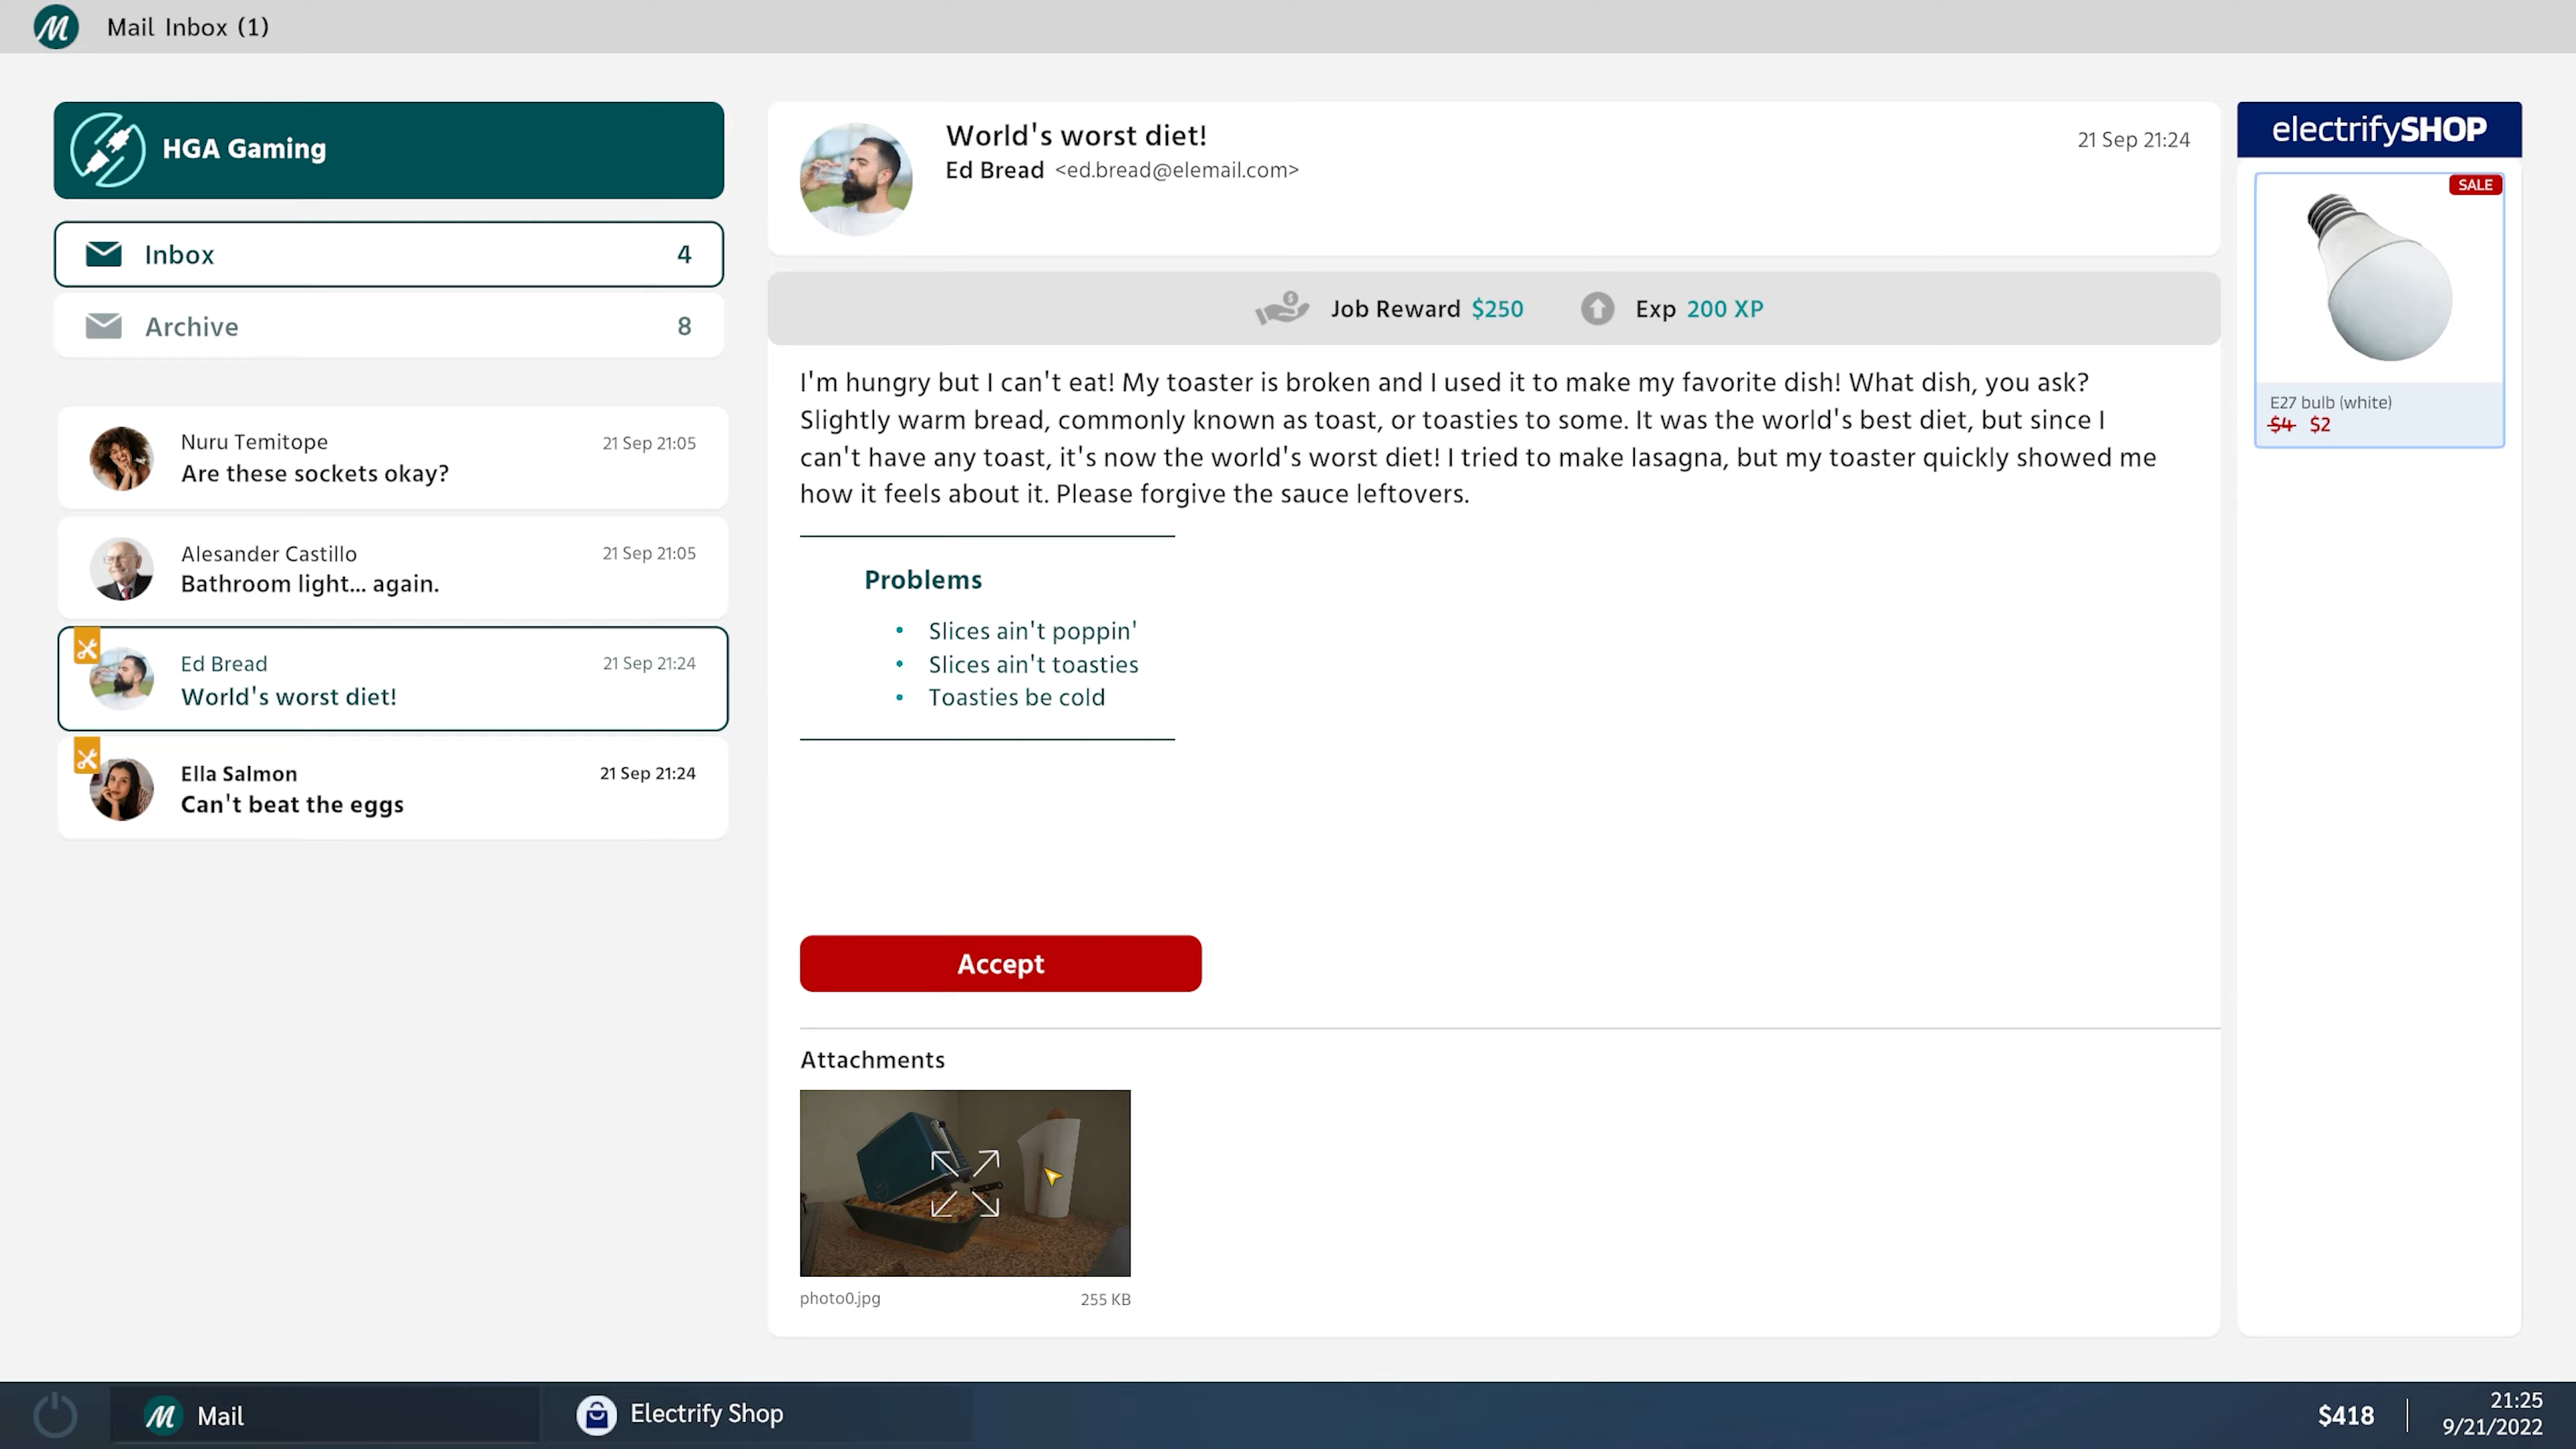 Mail Inbox (1)
HGA Gaming
Inbox 4
Archive 8
Nuru Temitope 21 Sep 21:05
Are these sockets okay?
Alesander Castillo 21 Sep 21:05
Bathroom light... again.
Ed Bread 21 Sep 21:24
World's worst diet!
Ella Salmon 21 Sep 21:24
Can't beat the eggs
World's worst diet! 21 Sep 21:24
Ed Bread <ed.bread@elemail.com>
Job Reward $250 Exp 200 XP
I'm hungry but I can't eat! My toaster is broken and I used it to make my favorite dish! What dish, you ask?
Slightly warm bread, commonly known as toast, or toasties to some. It was the world's best diet, but since I
can't have any toast, it's now the world's worst diet! I tried to make lasagna, but my toaster quickly showed me
how it feels about it. Please forgive the sauce leftovers.
Problems
• Slices ain't poppin'
• Slices ain't toasties
• Toasties be cold
Accept
Attachments
photo0.jpg 255 KB
electrifySHOP
SALE
E27 bulb (white)
$4 $2
M Mail
Electrify Shop
$418
21:25
9/21/2022